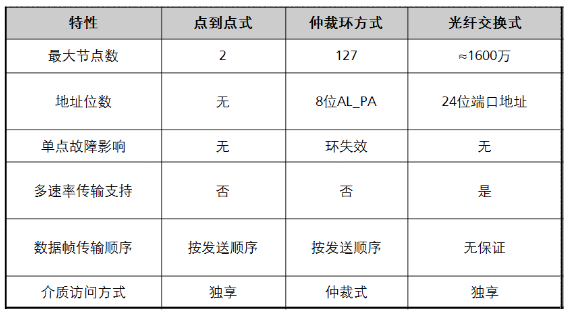 特性 点到点式 仲裁环方式 光纤交换式
最大节点数 2 127 ≈1600万
地址位数 无 8位AL_PA 24位端口地址
单点故障影响 无 环失效 无
多速率传输支持 否 否 是
数据帧传输顺序 按发送顺序 按发送顺序 无保证
介质访问方式 独享 仲裁式 独享